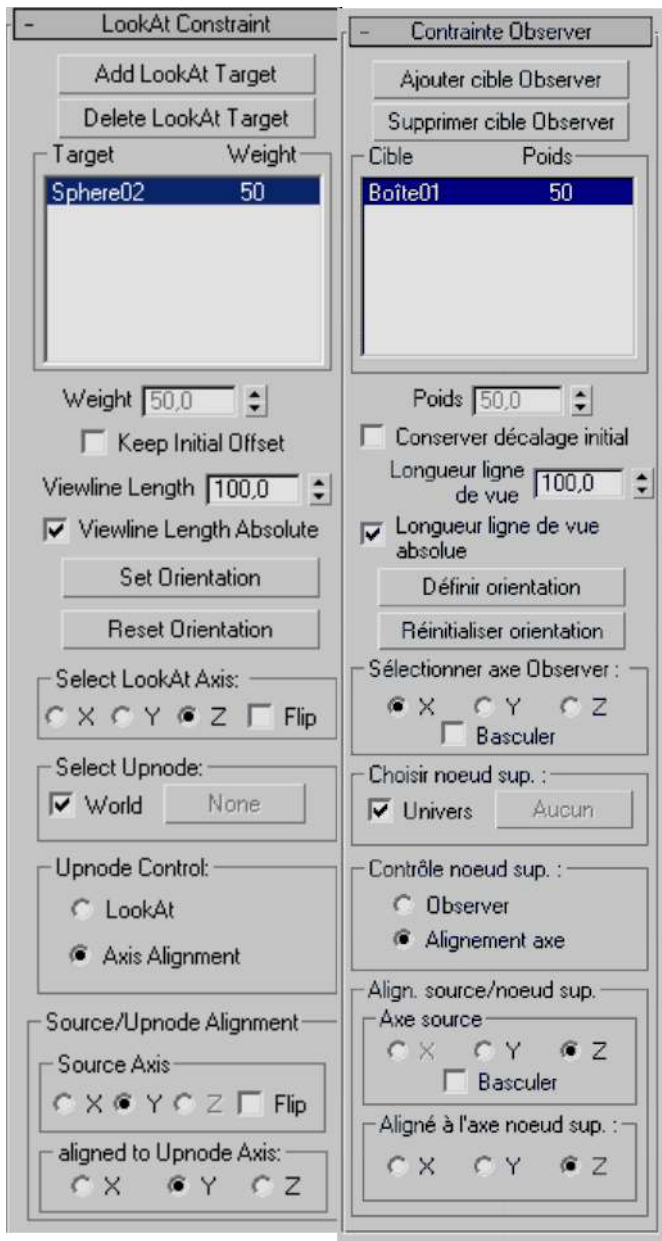 LookAt Constraint
Add LookAt Target
Delete LookAt Target
Target Weight
Sphere02 50
Weight 50,0
Keep Initial Offset
Viewline Length 100,0
Viewline Length Absolute
Set Orientation
Reset Orientation
Select LookAt Axis:
X Y Z Flip
Select Upnode:
World None
Upnode Control:
LookAt
Axis Alignment
Source/Upnode Alignment
Source Axis
X Y Z Flip
aligned to Upnode Axis:
X Y Z
Contrainte Observer
Ajouter cible Observer
Supprimer cible Observer
Cible Poids
Boîte01 50
Poids 50,0
Conserver décalage initial
Longueur ligne
de vue 100,0
Longueur ligne de vue
absolue
Définir orientation
Réinitialiser orientation
Sélectionner axe Observer :
X Y Z
Basculer
Choisir noeud sup. :
Univers Aucun
Contrôle noeud sup. :
Observer
Alignement axe
Align. source/noeud sup.
Axe source
X Y Z
Basculer
Aligné à l'axe noeud sup. :
X Y Z